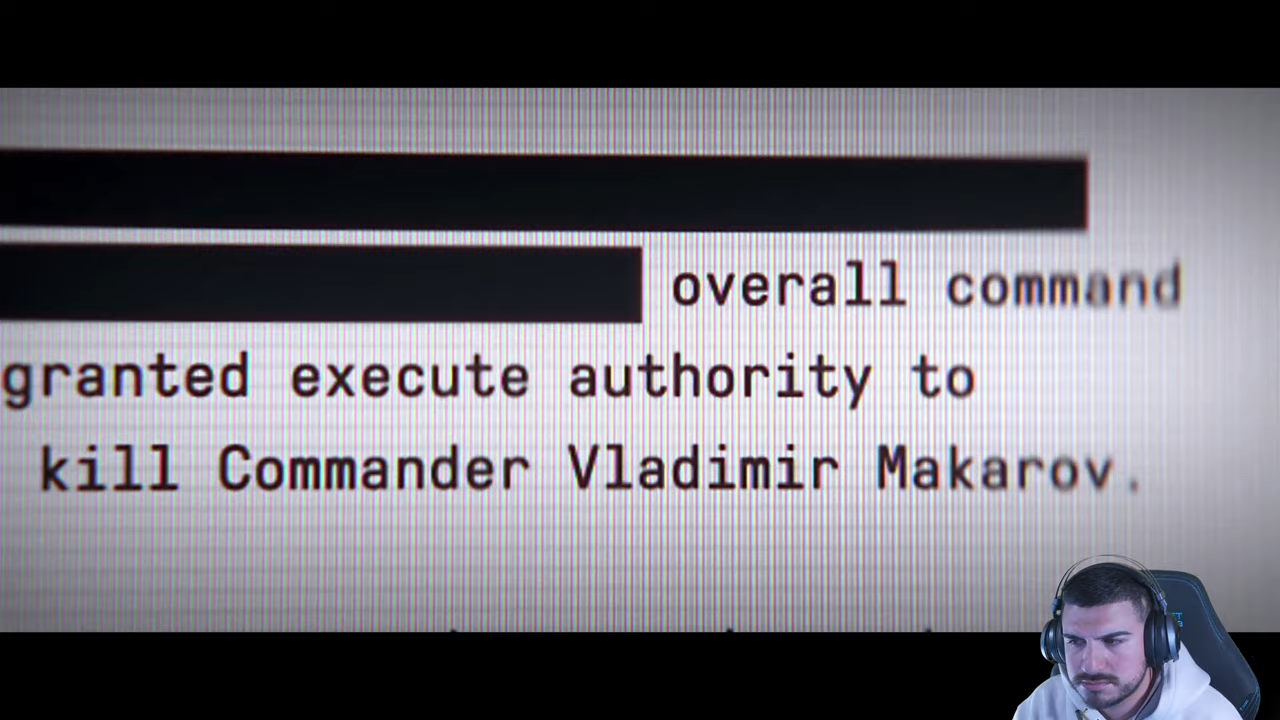 overall command
granted execute authority to
kill Commander Vladimir Makarov.